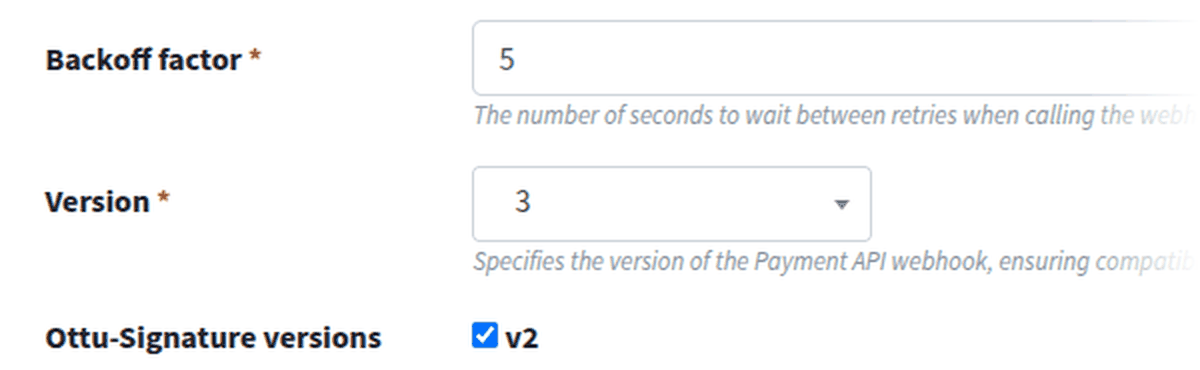 Backoff factor *
5
The number of seconds to wait between retries when calling the
Version *
3
Specifies the version of the Payment API webhook, ensuring
Ottu-Signature versions
v2